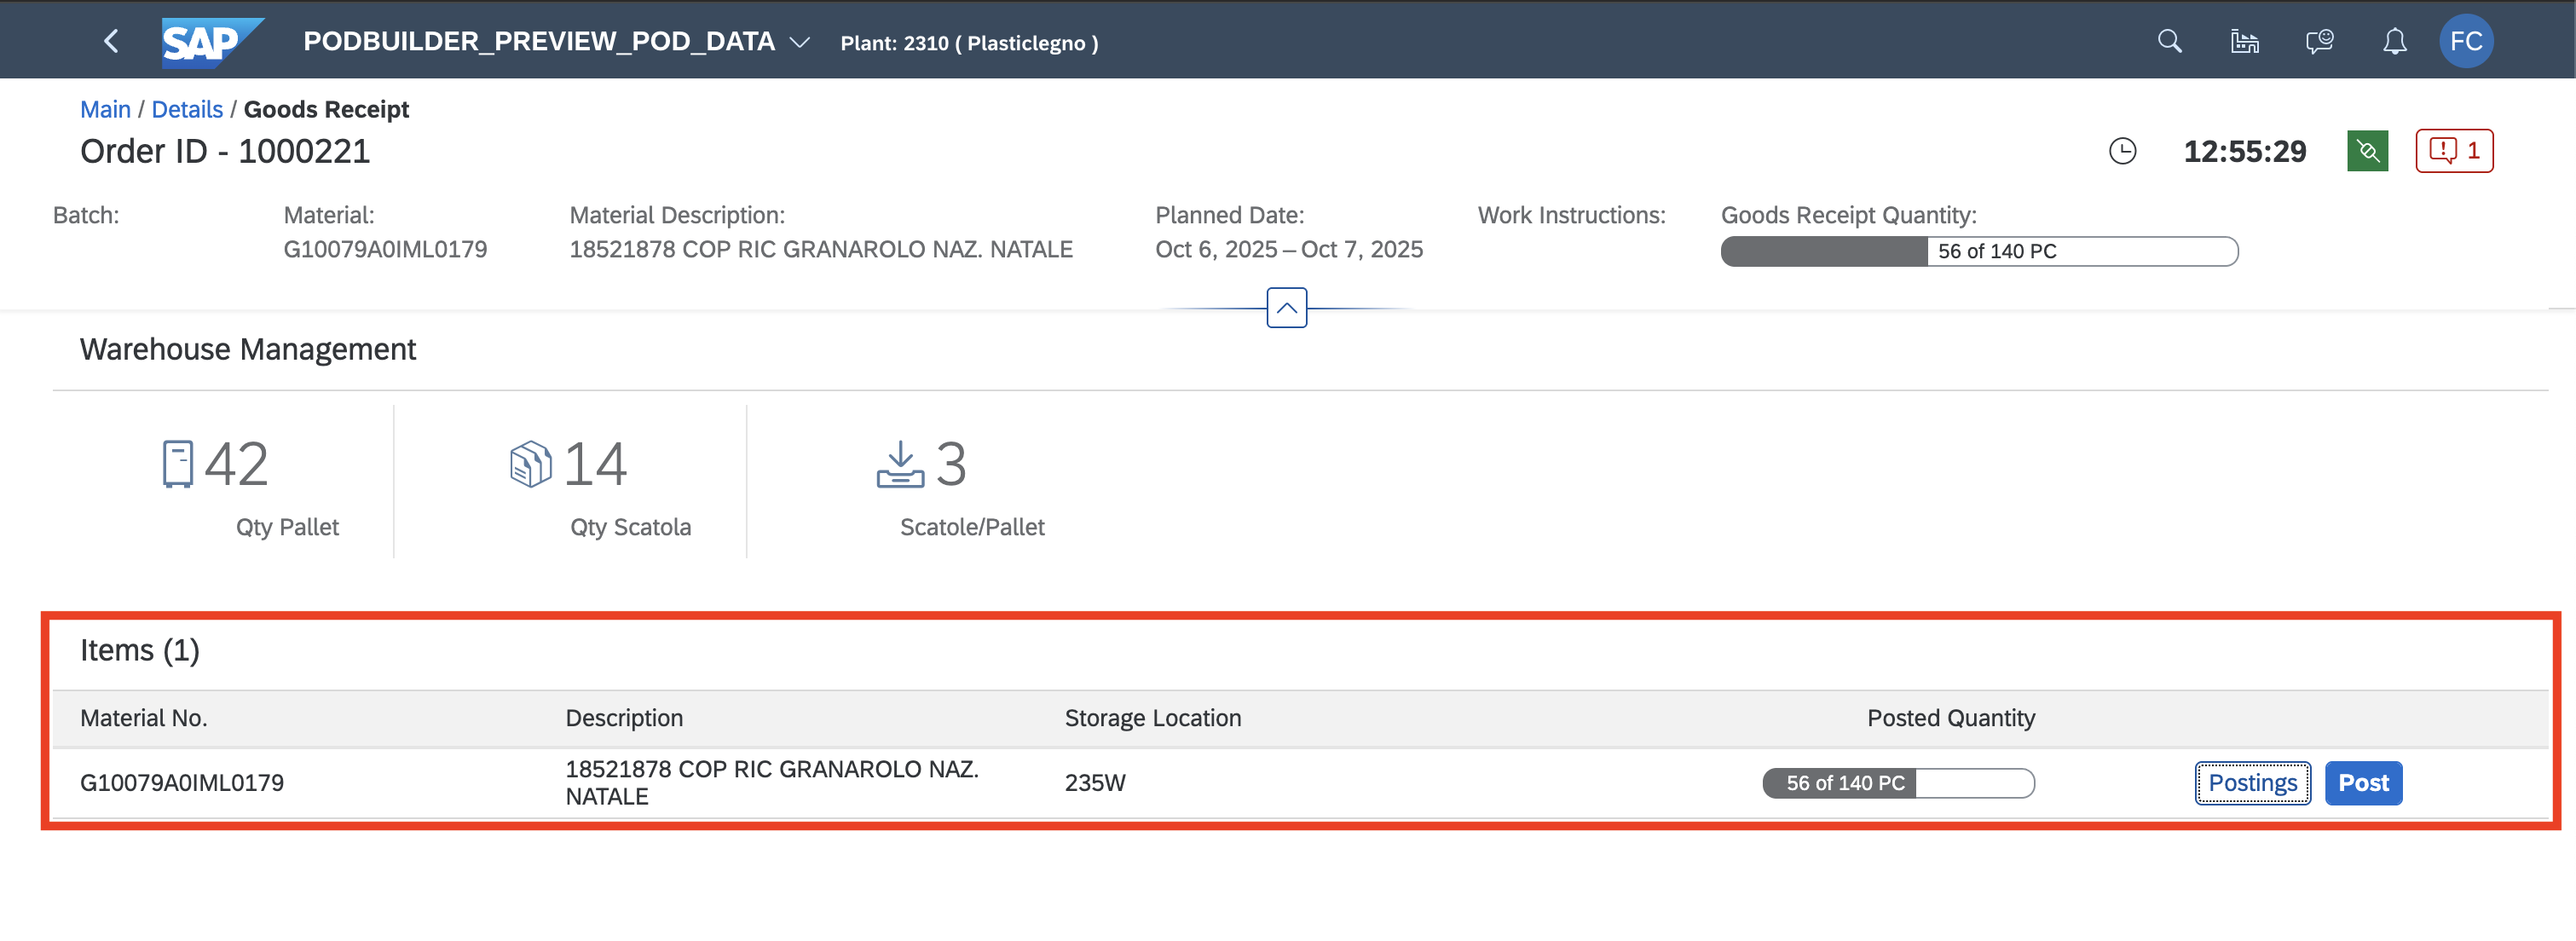 SAP PODBUILDER_PREVIEW_POD_DATA Plant: 2310 ( Plasticlegno ) FC
Main / Details / Goods Receipt
Order ID - 1000221
12:55:29
1
Batch:
Material:
G10079A0IML0179
Material Description:
18521878 COP RIC GRANAROLO NAZ. NATALE
Planned Date:
Oct 6, 2025 – Oct 7, 2025
Work Instructions:
Goods Receipt Quantity:
56 of 140 PC
Warehouse Management
42
Qty Pallet
14
Qty Scatola
3
Scatole/Pallet
Items (1)
Material No. Description Storage Location Posted Quantity
G10079A0IML0179
18521878 COP RIC GRANAROLO NAZ.
NATALE
235W
56 of 140 PC
Postings
Post